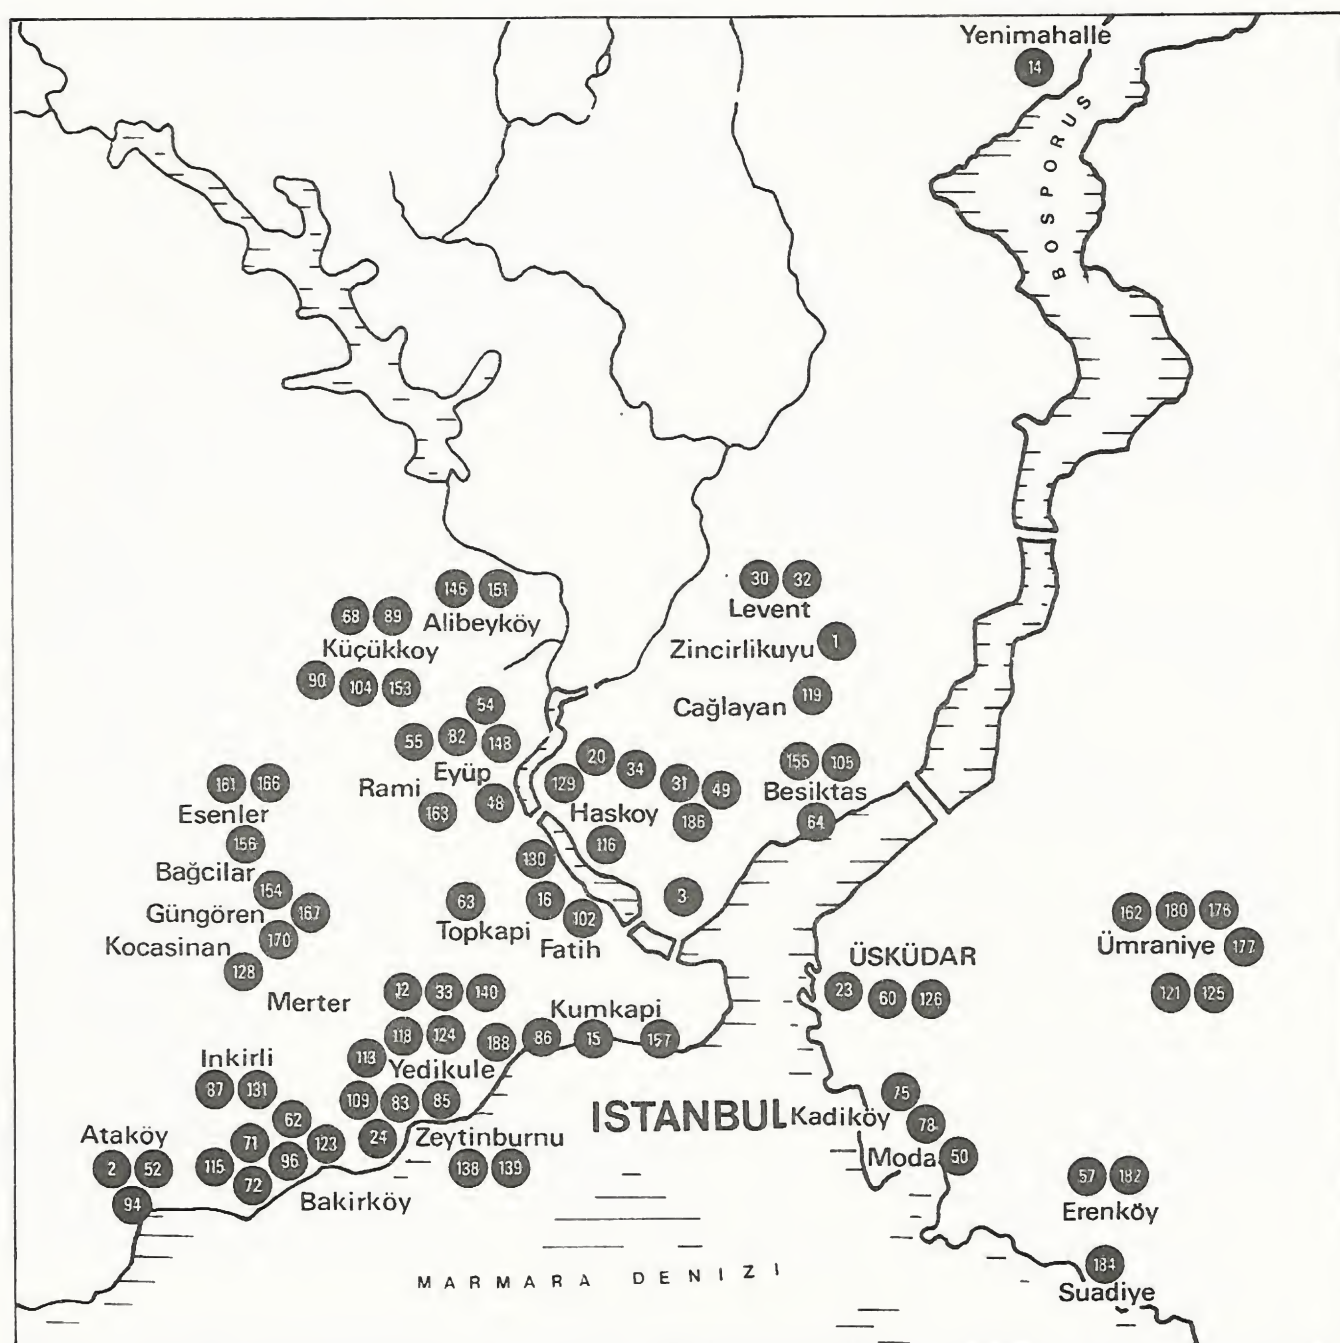 Yenimahalle
14
BOSPORUS
30 32
Levent
146 151
Alibeyköy
68 89
Küçükkoy
90 104 153
Zincirlikuyu 1
Cağlayan 119
54
55 82 148
Eyüp
Rami
163 48
20 34 31 49
129
Haskoy 186
116
155 105
Besiktas
64
161 166
Esenler
156
Bağcilar
154
Güngören 167
170
Kocasinan
128
Merter
130
63 16 102
Topkapi
Fatih
3
162 180 176
Ümraniye 177
121 125
ÜSKÜDAR
23 60 126
12 33 140
118 124 188
113
Yedikule
109 83 85
24
Kumkapi
86 15 157
Inkirli
87 131
62
71 123
115 96
72
Bakirköy
Ataköy
2 52
94
Zeytinburnu
138 139
ISTANBUL
Kadiköy 75
78
Moda 50
57 182
Erenköy
184
Suadiye
MARMARA DENIZI